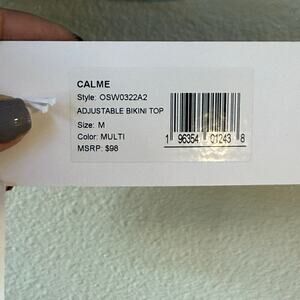 CALME
Style: OSW0322A2
ADJUSTABLE BIKINI TOP
Size: M
Color: MULTI
MSRP: $98
1 96354 01243 8